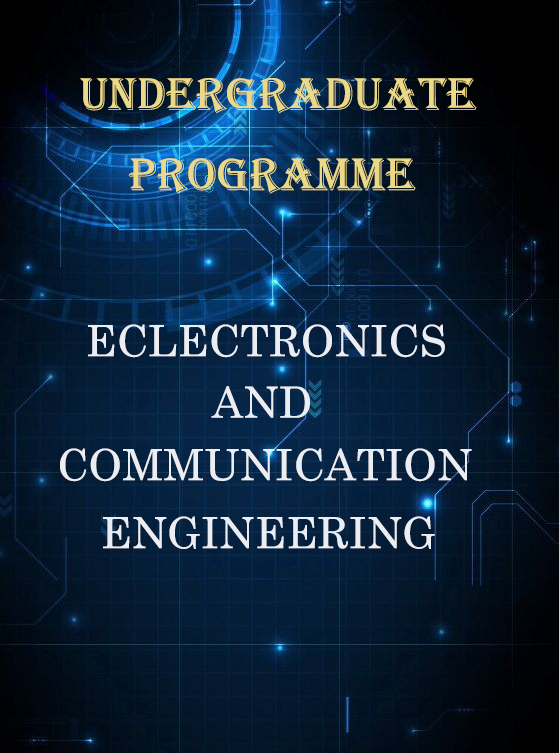 UNDERGRADUATE
PROGRAMME
ECLECTRONICS
AND
COMMUNICATION
ENGINEERING